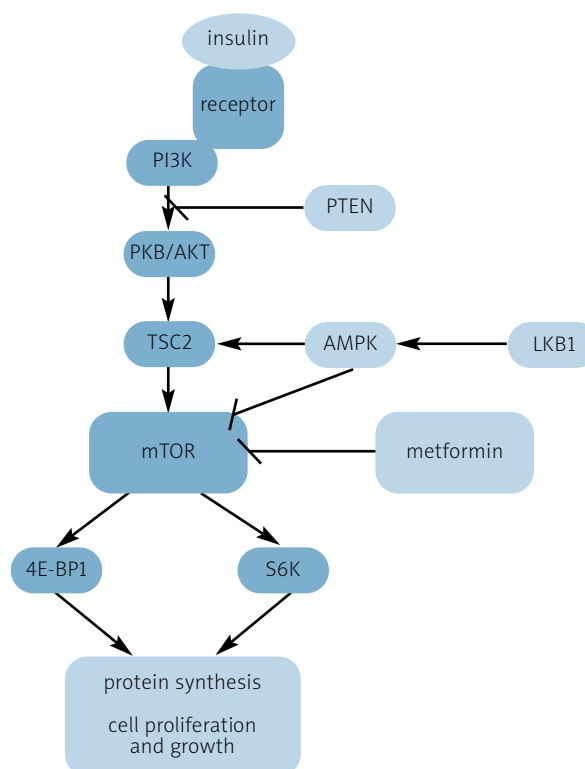 insulin
receptor
PI3K
PTEN
PKB/AKT
TSC2
AMPK
LKB1
mTOR
metformin
4E-BP1
S6K
protein synthesis
cell proliferation
and growth